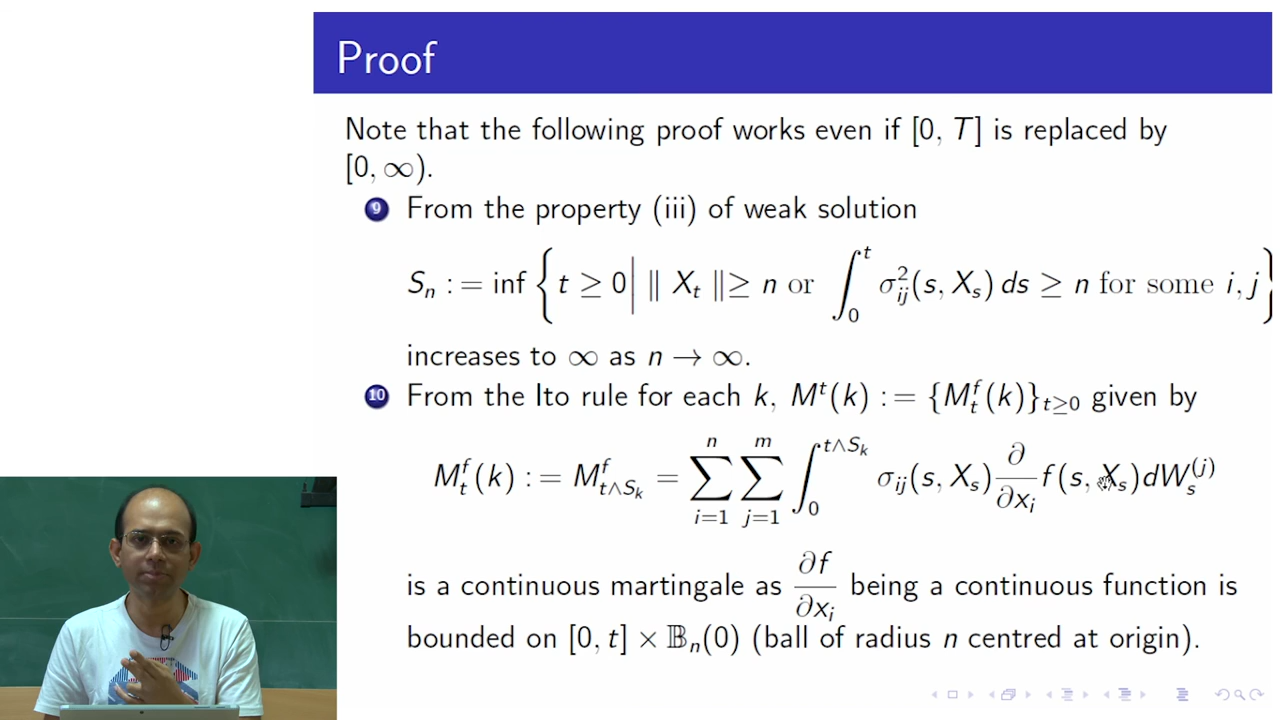 Proof
Note that the following proof works even if [0, T] is replaced by
[0, ∞).
9 From the property (iii) of weak solution
S_n := inf { t ≥ 0 | ‖ X_t ‖≥ n or ∫_0^t σ_{ij}^2(s, X_s) ds ≥ n for some i, j }
increases to ∞ as n → ∞.
10 From the Ito rule for each k, M^t(k) := {M_t^f(k)}_{t≥0} given by
M_t^f(k) := M_{t∧S_k}^f = ∑_{i=1}^n ∑_{j=1}^m ∫_0^{t∧S_k} σ_{ij}(s, X_s) ∂/∂x_i f(s, X_s)dW_s^{(j)}
is a continuous martingale as ∂f/∂x_i being a continuous function is
bounded on [0, t] × 𝔹_n(0) (ball of radius n centred at origin).